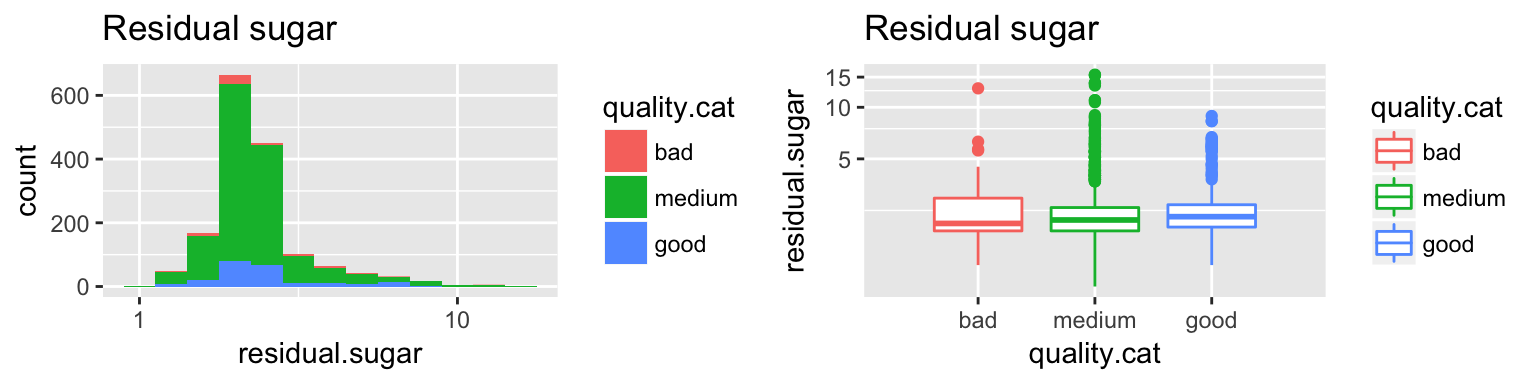 Residual sugar
600
400
200
0
count
1
10
residual.sugar
quality.cat
bad
medium
good
Residual sugar
15
10
5
residual.sugar
bad
medium
good
quality.cat
quality.cat
bad
medium
good